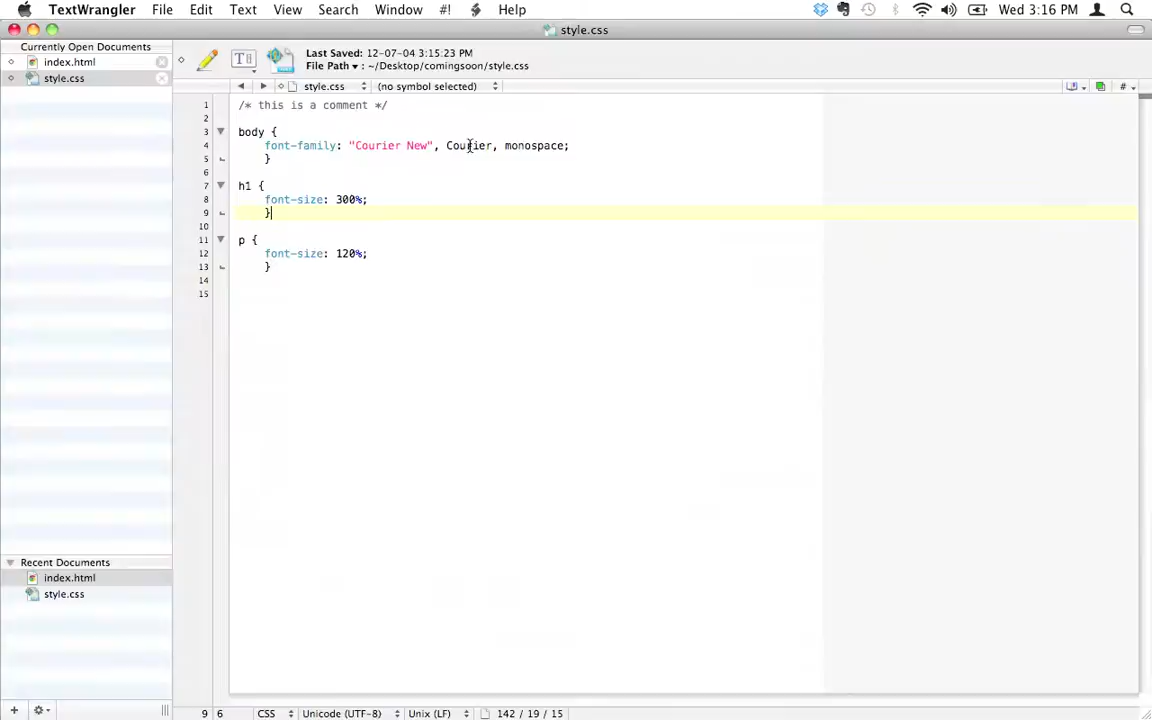 TextWrangler File Edit Text View Search Window #! Help Wed 3:16 PM
style.css
Currently Open Documents
index.html
style.css
Last Saved: 12-07-04 3:15:23 PM
File Path ▾ : ~/Desktop/comingsoon/style.css
style.css (no symbol selected) #
1 /* this is a comment */
2
3 body {
4 font-family: "Courier New", Courier, monospace;
5 }
6
7 h1 {
8 font-size: 300%;
9 }
10
11 p {
12 font-size: 120%;
13 }
14
15
Recent Documents
index.html
style.css
9 6 CSS Unicode (UTF-8) Unix (LF) 142 / 19 / 15